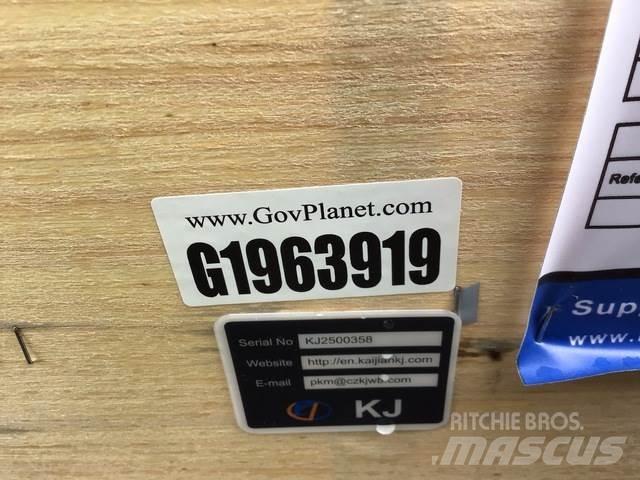 www.GovPlanet.com
G1963919
Serial No KJ2500358
Website http://en.kaijiankj.com
E-mail pkm@czkjwb.com
KJ
Refe
Supp
www.
RITCHIE BROS.
MASCUS